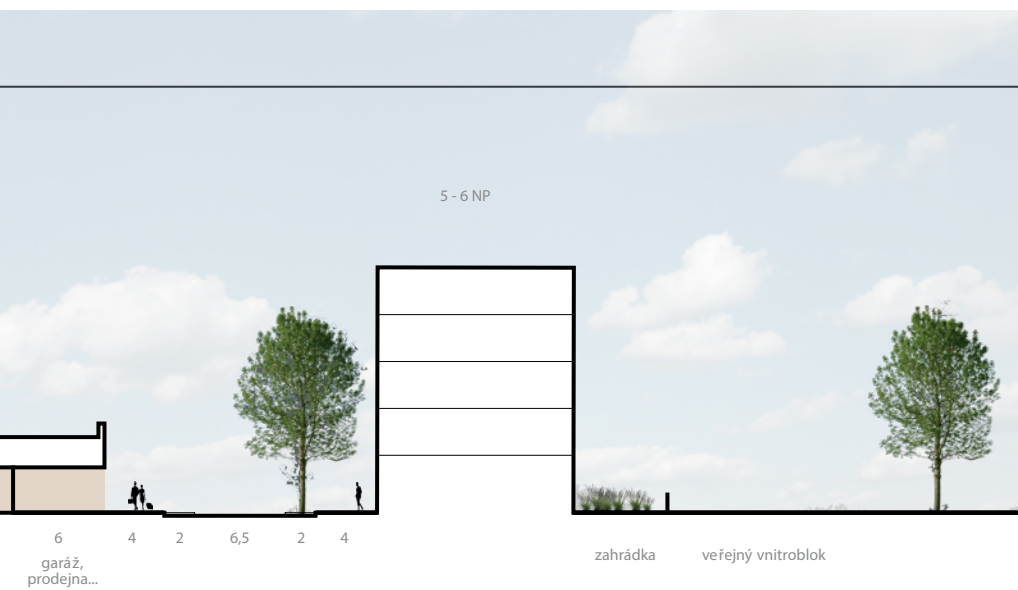 5 - 6 NP
6 4 2 6,5 2 4
garáž,
prodejna...
zahrádka veřejný vnitroblok